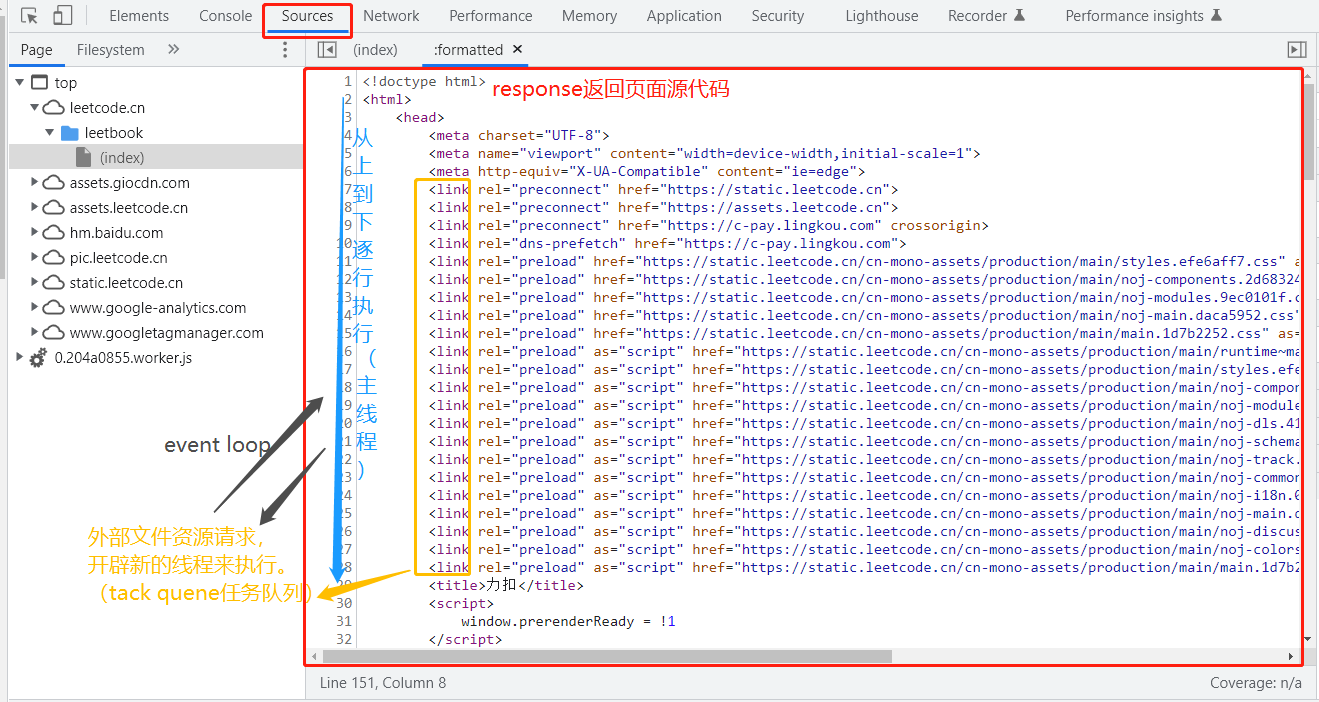 Elements Console Sources Network Performance Memory Application Security Lighthouse Recorder Performance insights
Page Filesystem » (index) :formatted ×
top
leetcode.cn
leetbook
(index)
assets.giocdn.com
assets.leetcode.cn
hm.baidu.com
pic.leetcode.cn
static.leetcode.cn
www.google-analytics.com
www.googletagmanager.com
0.204a0855.worker.js
event loop
外部文件资源请求，
开辟新的线程来执行。
（tack quene任务队列）
response返回页面源代码
从上到下逐行执行（主线程）
1 <!doctype html>
2 <html>
3 <head>
4 <meta charset="UTF-8">
5 <meta name="viewport" content="width=device-width,initial-scale=1">
6 <meta http-equiv="X-UA-Compatible" content="ie=edge">
7 <link rel="preconnect" href="https://static.leetcode.cn">
8 <link rel="preconnect" href="https://assets.leetcode.cn">
9 <link rel="preconnect" href="https://c-pay.lingkou.com" crossorigin>
10 <link rel="dns-prefetch" href="https://c-pay.lingkou.com">
11 <link rel="preload" href="https://static.leetcode.cn/cn-mono-assets/production/main/styles.efe6aff7.css" a
12 <link rel="preload" href="https://static.leetcode.cn/cn-mono-assets/production/main/noj-components.2d68324
13 <link rel="preload" href="https://static.leetcode.cn/cn-mono-assets/production/main/noj-modules.9ec0101f.c
14 <link rel="preload" href="https://static.leetcode.cn/cn-mono-assets/production/main/noj-main.daca5952.css"
15 <link rel="preload" href="https://static.leetcode.cn/cn-mono-assets/production/main/main.1d7b2252.css" as=
16 <link rel="preload" as="script" href="https://static.leetcode.cn/cn-mono-assets/production/main/runtime~ma
17 <link rel="preload" as="script" href="https://static.leetcode.cn/cn-mono-assets/production/main/styles.efe
18 <link rel="preload" as="script" href="https://static.leetcode.cn/cn-mono-assets/production/main/noj-compon
19 <link rel="preload" as="script" href="https://static.leetcode.cn/cn-mono-assets/production/main/noj-module
20 <link rel="preload" as="script" href="https://static.leetcode.cn/cn-mono-assets/production/main/noj-dls.41
21 <link rel="preload" as="script" href="https://static.leetcode.cn/cn-mono-assets/production/main/noj-schema
22 <link rel="preload" as="script" href="https://static.leetcode.cn/cn-mono-assets/production/main/noj-track.
23 <link rel="preload" as="script" href="https://static.leetcode.cn/cn-mono-assets/production/main/noj-common
24 <link rel="preload" as="script" href="https://static.leetcode.cn/cn-mono-assets/production/main/noj-i18n.0
25 <link rel="preload" as="script" href="https://static.leetcode.cn/cn-mono-assets/production/main/noj-main.d
26 <link rel="preload" as="script" href="https://static.leetcode.cn/cn-mono-assets/production/main/noj-discus
27 <link rel="preload" as="script" href="https://static.leetcode.cn/cn-mono-assets/production/main/noj-colors
28 <link rel="preload" as="script" href="https://static.leetcode.cn/cn-mono-assets/production/main/main.1d7b2
29 <title>力扣</title>
30 <script>
31 window.prerenderReady = !1
32 </script>
Line 151, Column 8 Coverage: n/a